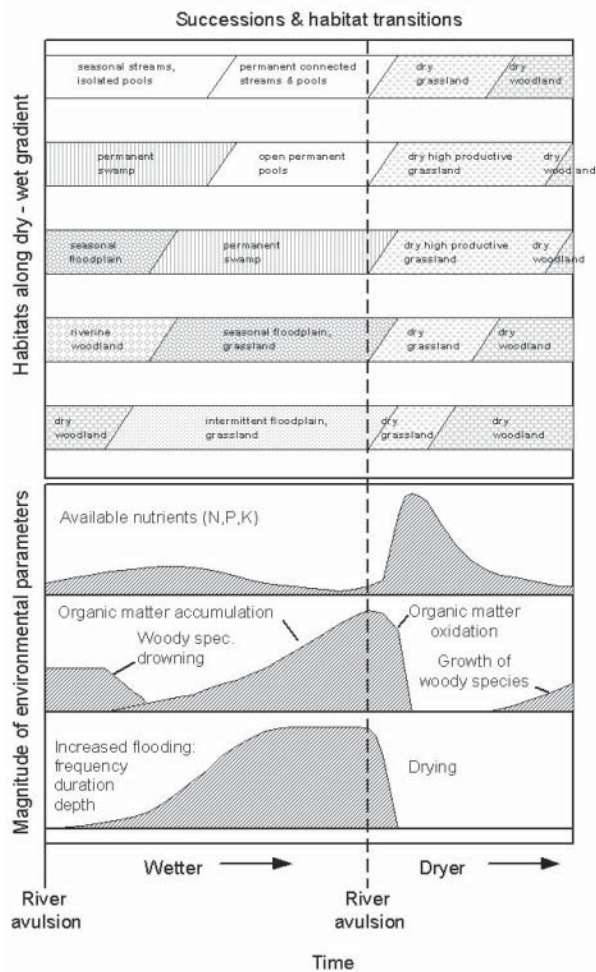 Successions & habitat transitions
Habitats along dry - wet gradient
seasonal streams,
isolated pools
permanent connected
streams & pools
dry
grassland
dry
woodland
permanent
swamp
open permanent
pools
dry high productive
grassland
dry
woodland
seasonal
floodplain
permanent
swamp
dry high productive
grassland
dry
woodland
riverine
woodland
seasonal floodplain,
grassland
dry
grassland
dry
woodland
dry
woodland
intermittent floodplain,
grassland
dry
grassland
dry
woodland
Magnitude of environmental parameters
Available nutrients (N,P,K)
Organic matter accumulation
Woody spec.
drowning
Organic matter
oxidation
Growth of
woody species
Increased flooding:
frequency
duration
depth
Drying
Wetter
Dryer
River
avulsion
River
avulsion
Time